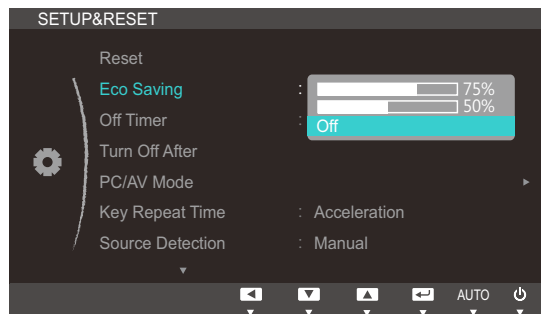 SETUP&RESET
Reset
Eco Saving : 75%
50%
Off Timer : Off
Turn Off After
PC/AV Mode
Key Repeat Time : Acceleration
Source Detection : Manual
AUTO